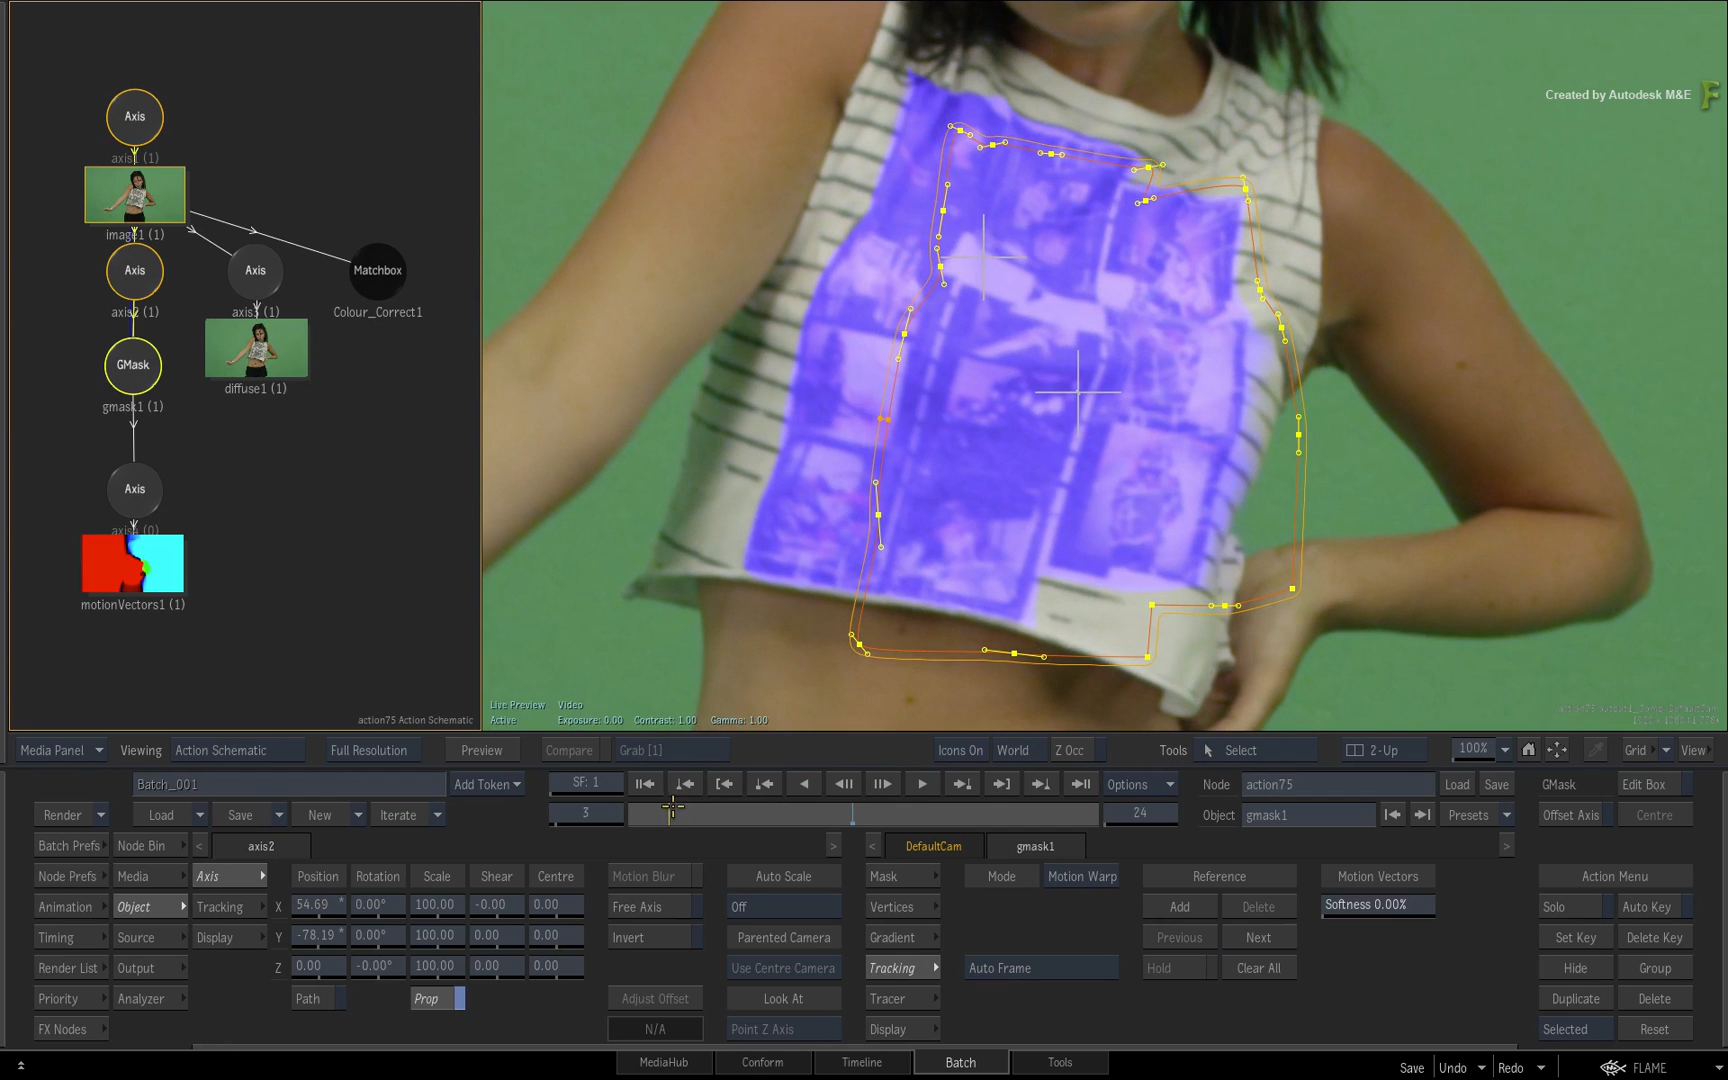 Created by Autodesk M&E
Axis
axis1 (1)
image1 (1)
Axis
Axis
Matchbox
axis2 (1)
axis3 (1)
Colour_Correct1
GMask
diffuse1 (1)
gmask1 (1)
Axis
axis4 (0)
motionVectors1 (1)
action75 Action Schematic
Live Preview Video
Active Exposure: 0.00 Contrast: 1.00 Gamma: 1.00
Media Panel Viewing Action Schematic Full Resolution Preview Compare Grab [1] Icons On World Z Occ Tools Select 2-Up 100% Grid View
Batch_001 Add Token SF: 1 Options Node action75 Load Save GMask Edit Box
Render Load Save New Iterate 3 24 Object gmask1 Presets Offset Axis Centre
Batch Prefs Node Bin < axis2 > < DefaultCam gmask1 >
Node Prefs Media Axis Position Rotation Scale Shear Centre Motion Blur Auto Scale Mask Mode Motion Warp Reference Motion Vectors Action Menu
Animation Object Tracking X 54.69 * 0.00° 100.00 -0.00 0.00 Free Axis Off Vertices Add Delete Softness 0.00% Solo Auto Key
Timing Source Display Y -78.19 * 0.00° 100.00 0.00 0.00 Invert Parented Camera Gradient Previous Next Set Key Delete Key
Render List Output Z 0.00 -0.00° 100.00 0.00 0.00 Use Centre Camera Tracking Auto Frame Hold Clear All Hide Group
Priority Analyzer Path Prop Adjust Offset Look At Tracer Duplicate Delete
FX Nodes N/A Point Z Axis Display Selected Reset
MediaHub Conform Timeline Batch Tools Save Undo Redo FLAME